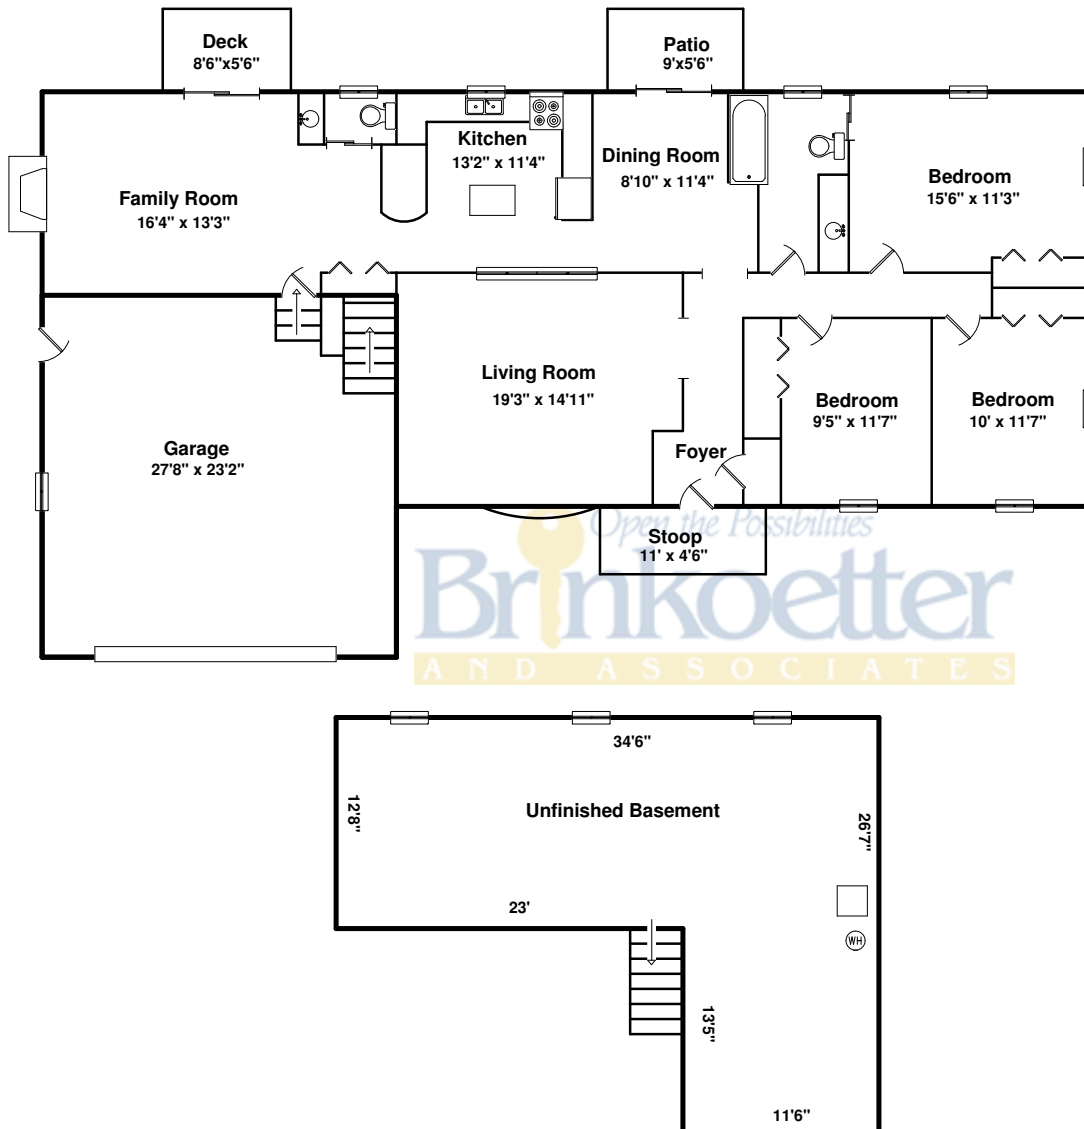 Deck
8'6"x5'6"
Patio
9'x5'6"
Kitchen
13'2" x 11'4"
Dining Room
8'10" x 11'4"
Family Room
16'4" x 13'3"
Bedroom
15'6" x 11'3"
Living Room
19'3" x 14'11"
Bedroom
9'5" x 11'7"
Bedroom
10' x 11'7"
Garage
27'8" x 23'2"
Foyer
Stoop
11' x 4'6"
Open the Possibilities
Brinkoetter
AND ASSOCIATES
34'6"
12'8"
Unfinished Basement
26'7"
23'
WH
13'5"
11'6"